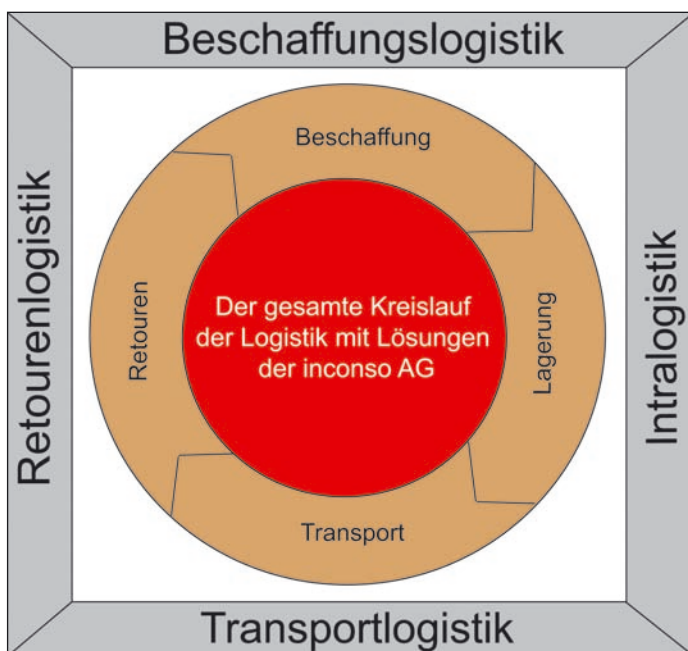 Beschaffungslogistik
Beschaffung
Retourenlogistik
Retouren
Der gesamte Kreislauf
der Logistik mit Lösungen
der inconso AG
Lagerung
Intralogistik
Transport
Transportlogistik